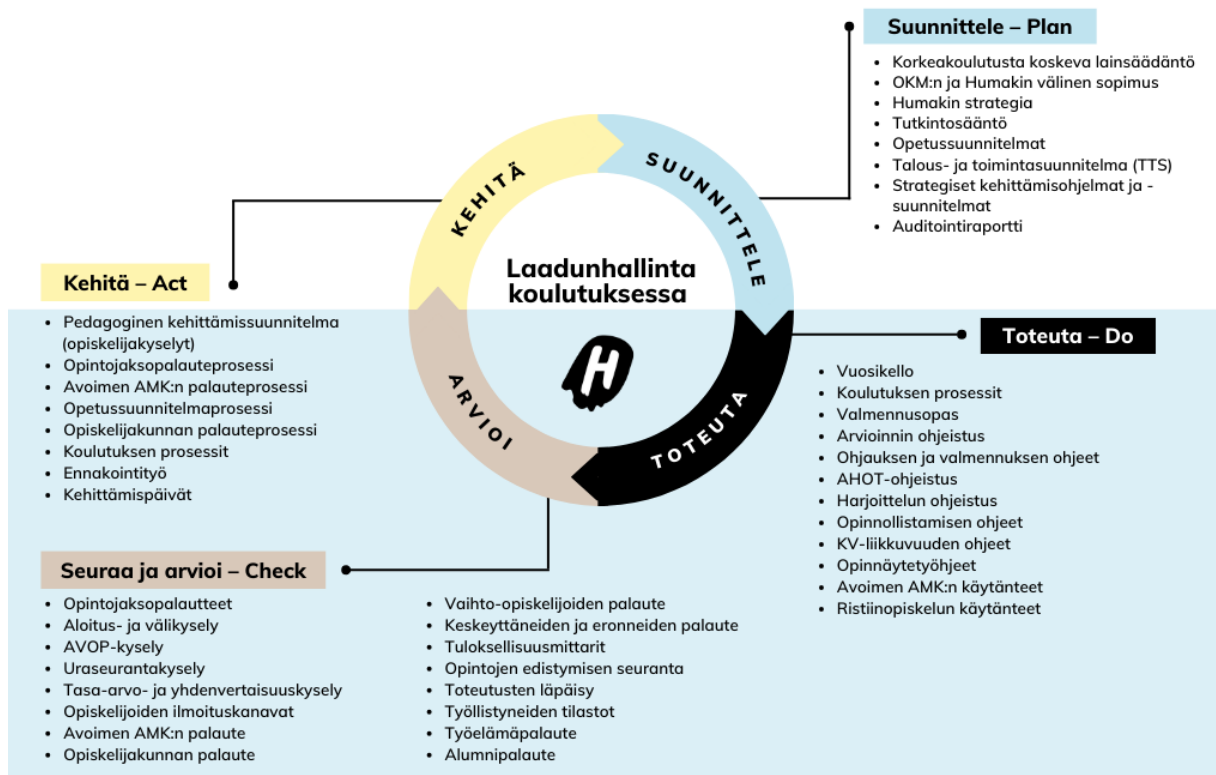 Suunnittele – Plan
• Korkeakoulutusta koskeva lainsäädäntö
• OKM:n ja Humakin välinen sopimus
• Humakin strategia
• Tutkintosääntö
• Opetussuunnitelmat
• Talous- ja toimintasuunnitelma (TTS)
• Strategiset kehittämisohjelmat ja -
suunnitelmat
• Auditointiraportti
KEHITÄ
SUUNNITTELE
TOTEUTA
ARVIOI
Laadunhallinta
koulutuksessa
H
Kehitä – Act
• Pedagoginen kehittämissuunnitelma
(opiskelijakyselyt)
• Opintojaksopalauteprosessi
• Avoimen AMK:n palauteprosessi
• Opetussuunnitelmaprosessi
• Opiskelijakunnan palauteprosessi
• Koulutuksen prosessit
• Ennakointityö
• Kehittämispäivät
Toteuta – Do
• Vuosikello
• Koulutuksen prosessit
• Valmennusopas
• Arvioinnin ohjeistus
• Ohjauksen ja valmennuksen ohjeet
• AHOT-ohjeistus
• Harjoittelun ohjeistus
• Opinnollistamisen ohjeet
• KV-liikkuvuuden ohjeet
• Opinnäytetyöhjeet
• Avoimen AMK:n käytänteet
• Ristiinopiskelun käytänteet
Seuraa ja arvioi – Check
• Opintojaksopalautteet
• Aloitus- ja välikysely
• AVOP-kysely
• Uraseurantakysely
• Tasa-arvo- ja yhdenvertaisuuskysely
• Opiskelijoiden ilmoituskanavat
• Avoimen AMK:n palaute
• Opiskelijakunnan palaute
• Vaihto-opiskelijoiden palaute
• Keskeyttäneiden ja eronneiden palaute
• Tuloksellisuusmittarit
• Opintojen edistymisen seuranta
• Toteutusten läpäisy
• Työllistyneiden tilastot
• Työelämäpalaute
• Alumnipalaute